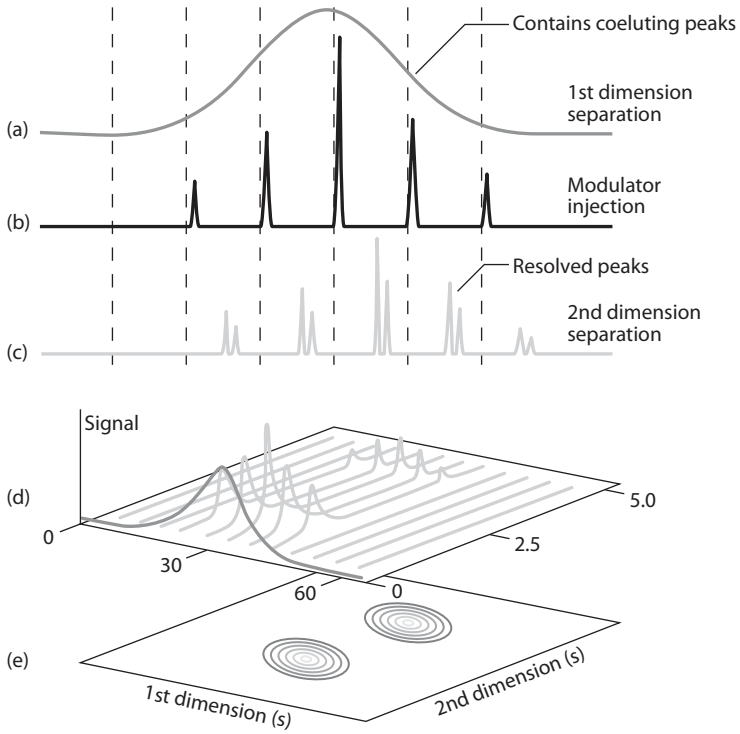 Contains coeluting peaks
1st dimension
separation
(a)
Modulator
injection
(b)
Resolved peaks
2nd dimension
separation
(c)
Signal
(d)
0
30
60
0
2.5
5.0
(e)
1st dimension (s)
2nd dimension (s)